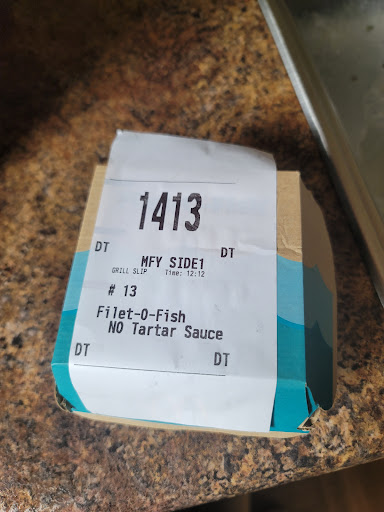 1413
DT DT
MFY SIDE1
GRILL SLIP Time: 12:12
# 13
Filet-O-Fish
NO Tartar Sauce
DT DT